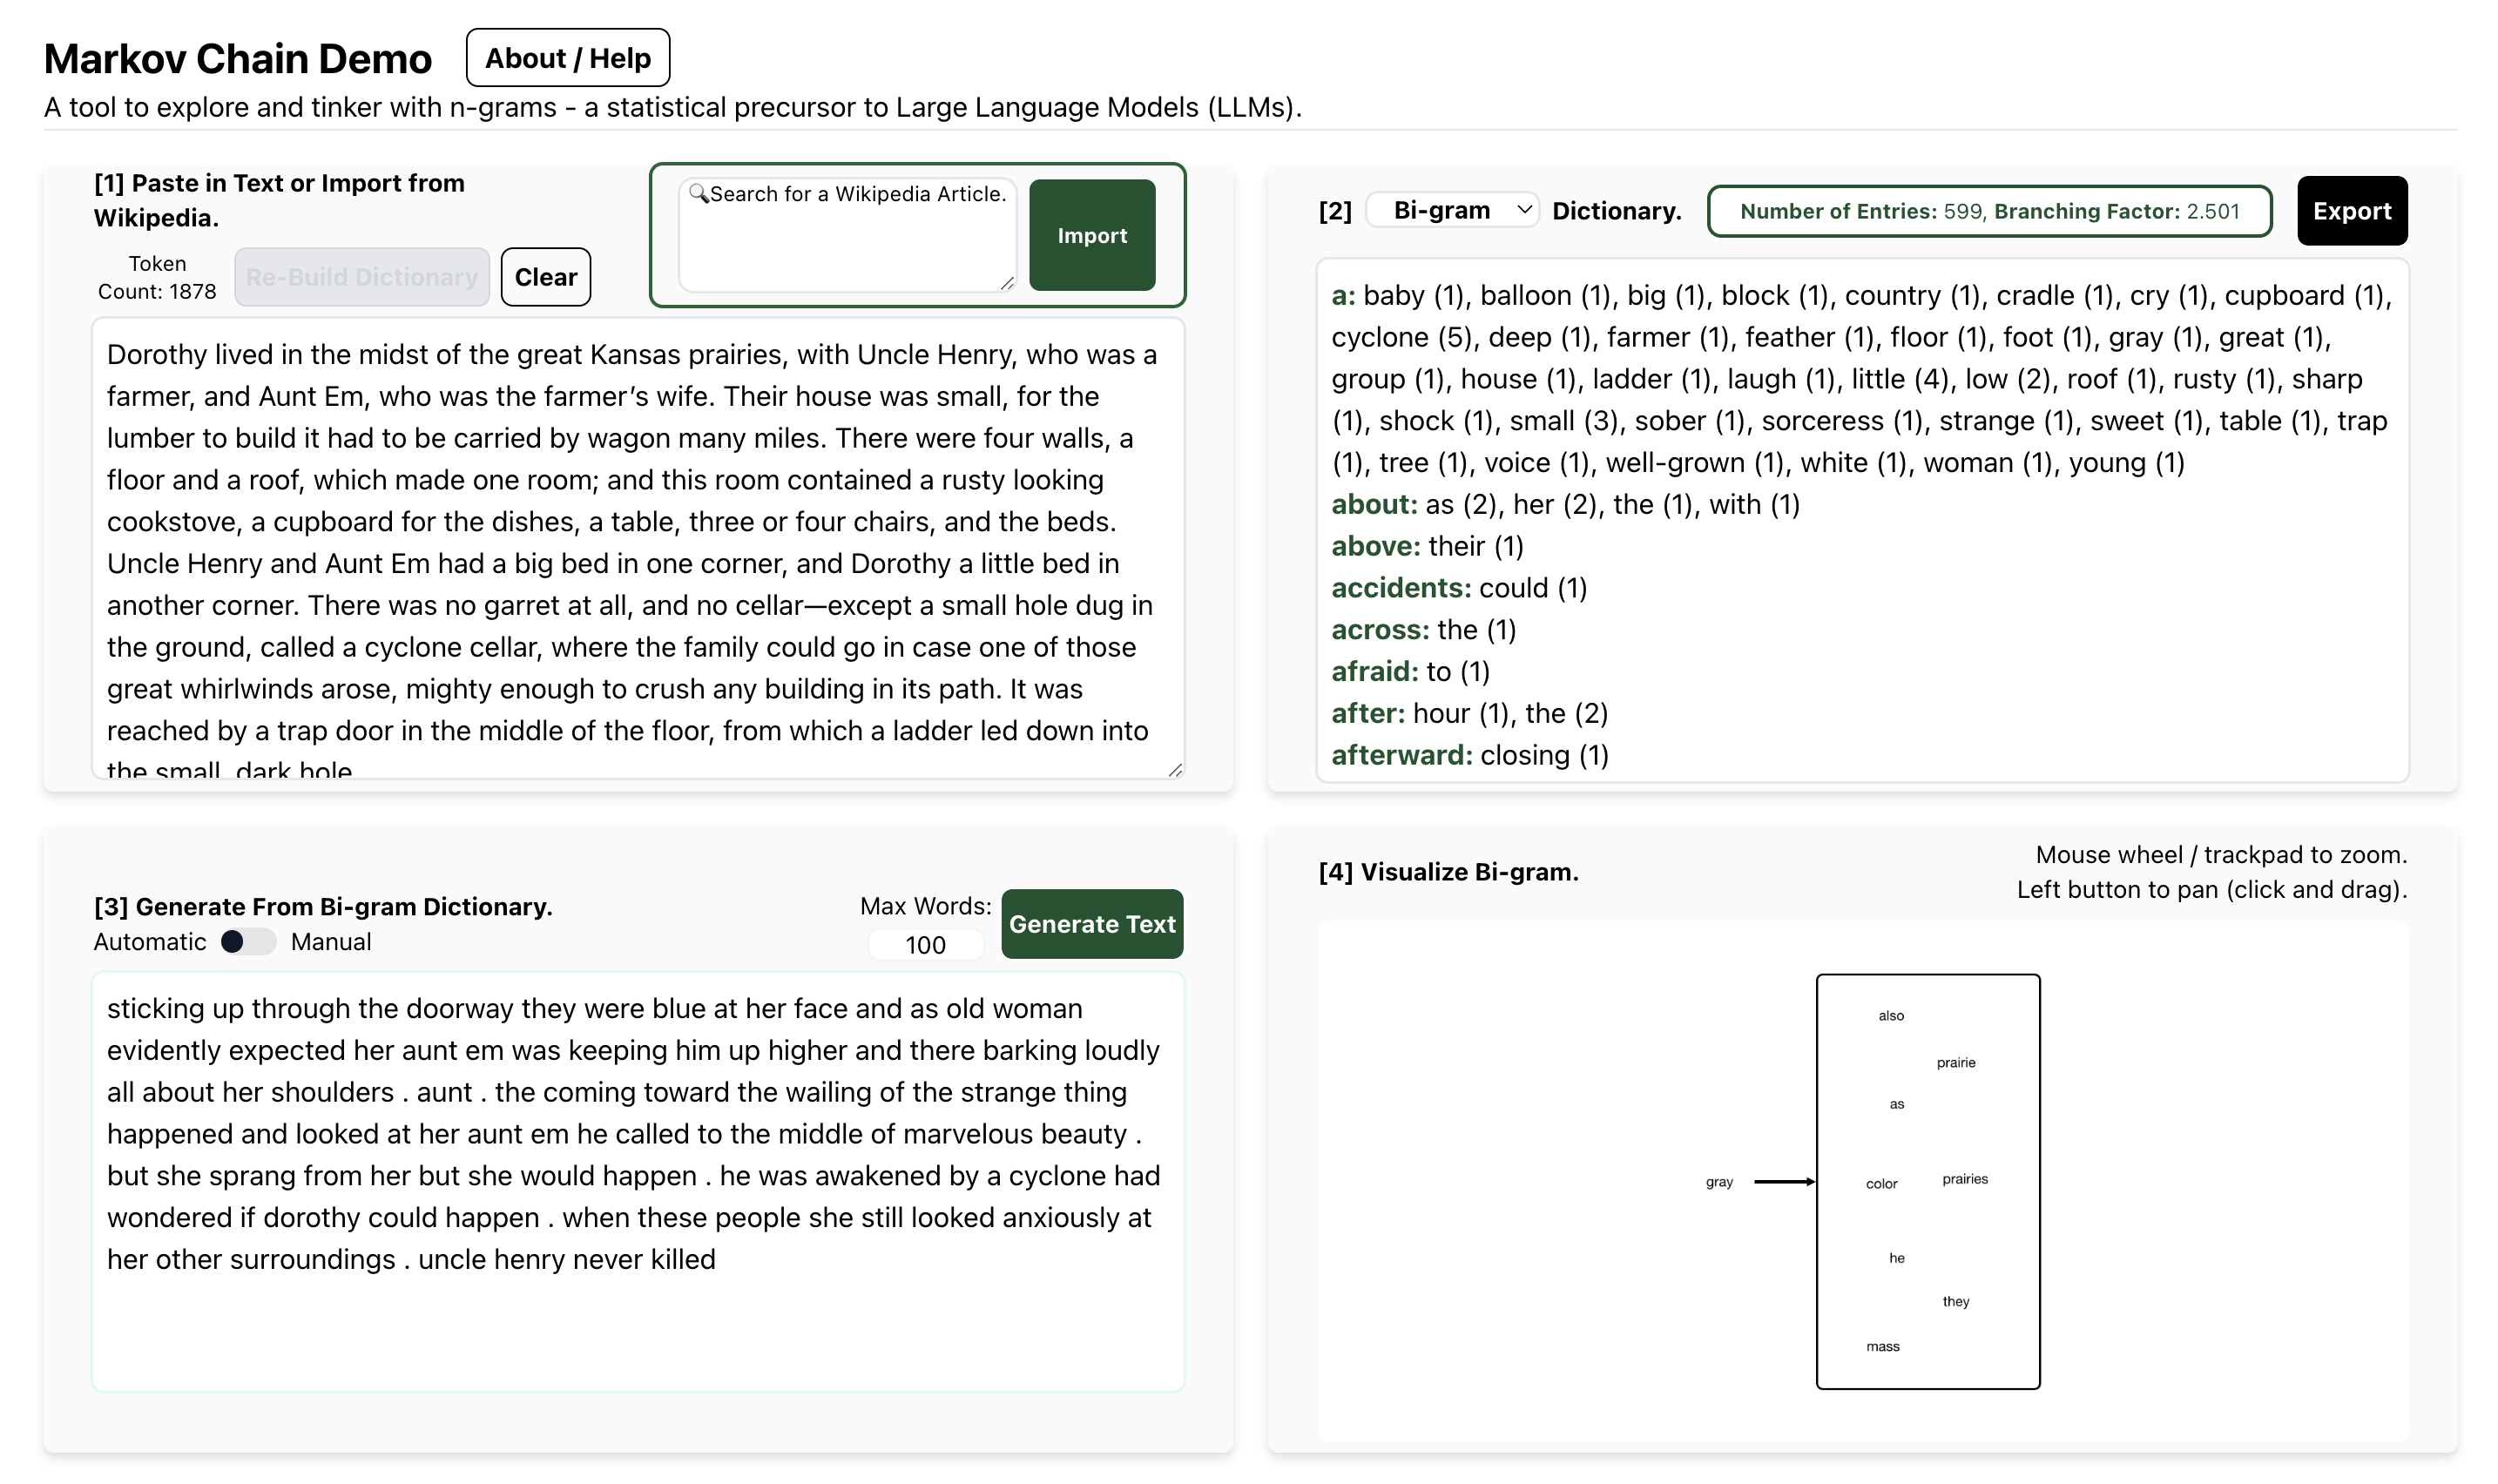 Markov Chain Demo
About / Help
A tool to explore and tinker with n-grams - a statistical precursor to Large Language Models (LLMs).
[1] Paste in Text or Import from
Wikipedia.
Token
Count: 1878
Re-Build Dictionary
Clear
🔍Search for a Wikipedia Article.
Import
Dorothy lived in the midst of the great Kansas prairies, with Uncle Henry, who was a
farmer, and Aunt Em, who was the farmer’s wife. Their house was small, for the
lumber to build it had to be carried by wagon many miles. There were four walls, a
floor and a roof, which made one room; and this room contained a rusty looking
cookstove, a cupboard for the dishes, a table, three or four chairs, and the beds.
Uncle Henry and Aunt Em had a big bed in one corner, and Dorothy a little bed in
another corner. There was no garret at all, and no cellar—except a small hole dug in
the ground, called a cyclone cellar, where the family could go in case one of those
great whirlwinds arose, mighty enough to crush any building in its path. It was
reached by a trap door in the middle of the floor, from which a ladder led down into
the small, dark hole
[2]
Bi-gram
Dictionary.
Number of Entries: 599, Branching Factor: 2.501
Export
a: baby (1), balloon (1), big (1), block (1), country (1), cradle (1), cry (1), cupboard (1),
cyclone (5), deep (1), farmer (1), feather (1), floor (1), foot (1), gray (1), great (1),
group (1), house (1), ladder (1), laugh (1), little (4), low (2), roof (1), rusty (1), sharp
(1), shock (1), small (3), sober (1), sorceress (1), strange (1), sweet (1), table (1), trap
(1), tree (1), voice (1), well-grown (1), white (1), woman (1), young (1)
about: as (2), her (2), the (1), with (1)
above: their (1)
accidents: could (1)
across: the (1)
afraid: to (1)
after: hour (1), the (2)
afterward: closing (1)
[3] Generate From Bi-gram Dictionary.
Automatic
Manual
Max Words:
100
Generate Text
sticking up through the doorway they were blue at her face and as old woman
evidently expected her aunt em was keeping him up higher and there barking loudly
all about her shoulders . aunt . the coming toward the wailing of the strange thing
happened and looked at her aunt em he called to the middle of marvelous beauty .
but she sprang from her but she would happen . he was awakened by a cyclone had
wondered if dorothy could happen . when these people she still looked anxiously at
her other surroundings . uncle henry never killed
[4] Visualize Bi-gram.
Mouse wheel / trackpad to zoom.
Left button to pan (click and drag).
also
prairie
as
gray
color
prairies
he
they
mass